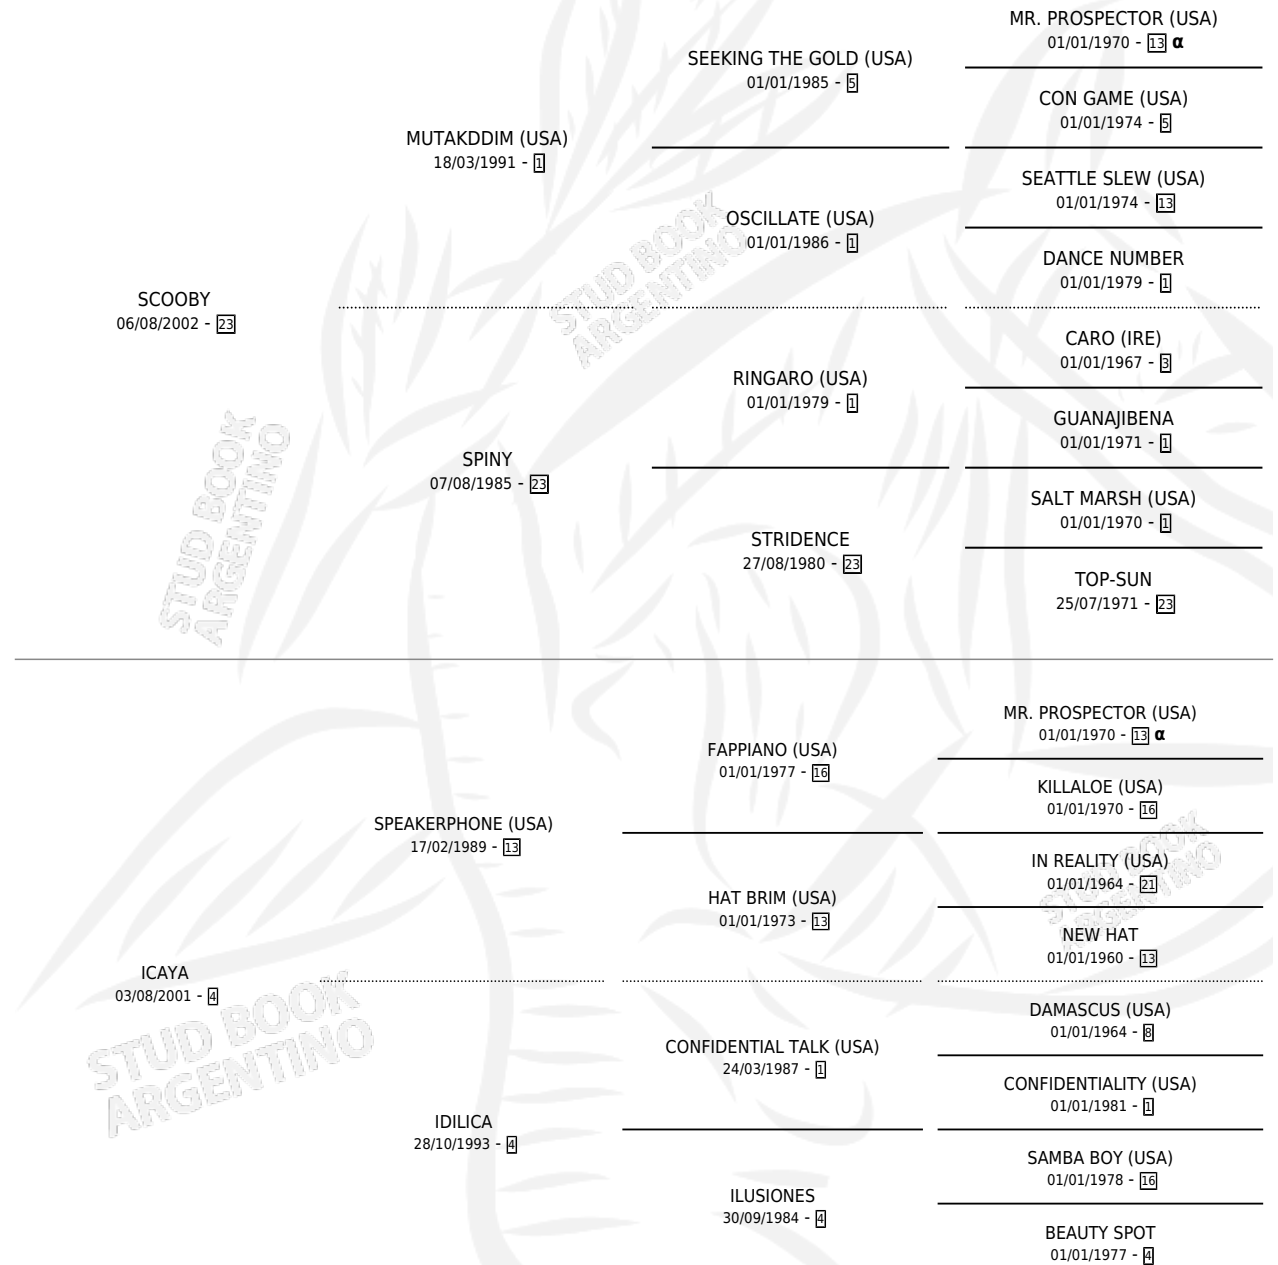 MR. PROSPECTOR (USA)
01/01/1970 - 13 α
SEEKING THE GOLD (USA)
01/01/1985 - 5
CON GAME (USA)
01/01/1974 - 5
MUTAKDDIM (USA)
18/03/1991 - 1
SEATTLE SLEW (USA)
01/01/1974 - 13
OSCILLATE (USA)
01/01/1986 - 1
DANCE NUMBER
01/01/1979 - 1
SCOOBY
06/08/2002 - 23
CARO (IRE)
01/01/1967 - 3
RINGARO (USA)
01/01/1979 - 1
GUANAJIBENA
01/01/1971 - 1
SPINY
07/08/1985 - 23
SALT MARSH (USA)
01/01/1970 - 1
STRIDENCE
27/08/1980 - 23
TOP-SUN
25/07/1971 - 23
STUD BOOK
ARGENTINO
STUD BOOK
ARGENTINO
MR. PROSPECTOR (USA)
01/01/1970 - 13 α
FAPPIANO (USA)
01/01/1977 - 16
KILLALOE (USA)
01/01/1970 - 16
SPEAKERPHONE (USA)
17/02/1989 - 13
IN REALITY (USA)
01/01/1964 - 21
HAT BRIM (USA)
01/01/1973 - 13
NEW HAT
01/01/1960 - 13
ICAYA
03/08/2001 - 4
DAMASCUS (USA)
01/01/1964 - 8
CONFIDENTIAL TALK (USA)
24/03/1987 - 1
CONFIDENTIALITY (USA)
01/01/1981 - 1
IDILICA
28/10/1993 - 4
SAMBA BOY (USA)
01/01/1978 - 16
ILUSIONES
30/09/1984 - 4
BEAUTY SPOT
01/01/1977 - 4
STUD BOOK
ARGENTINO
STUD BOOK
ARGENTINO